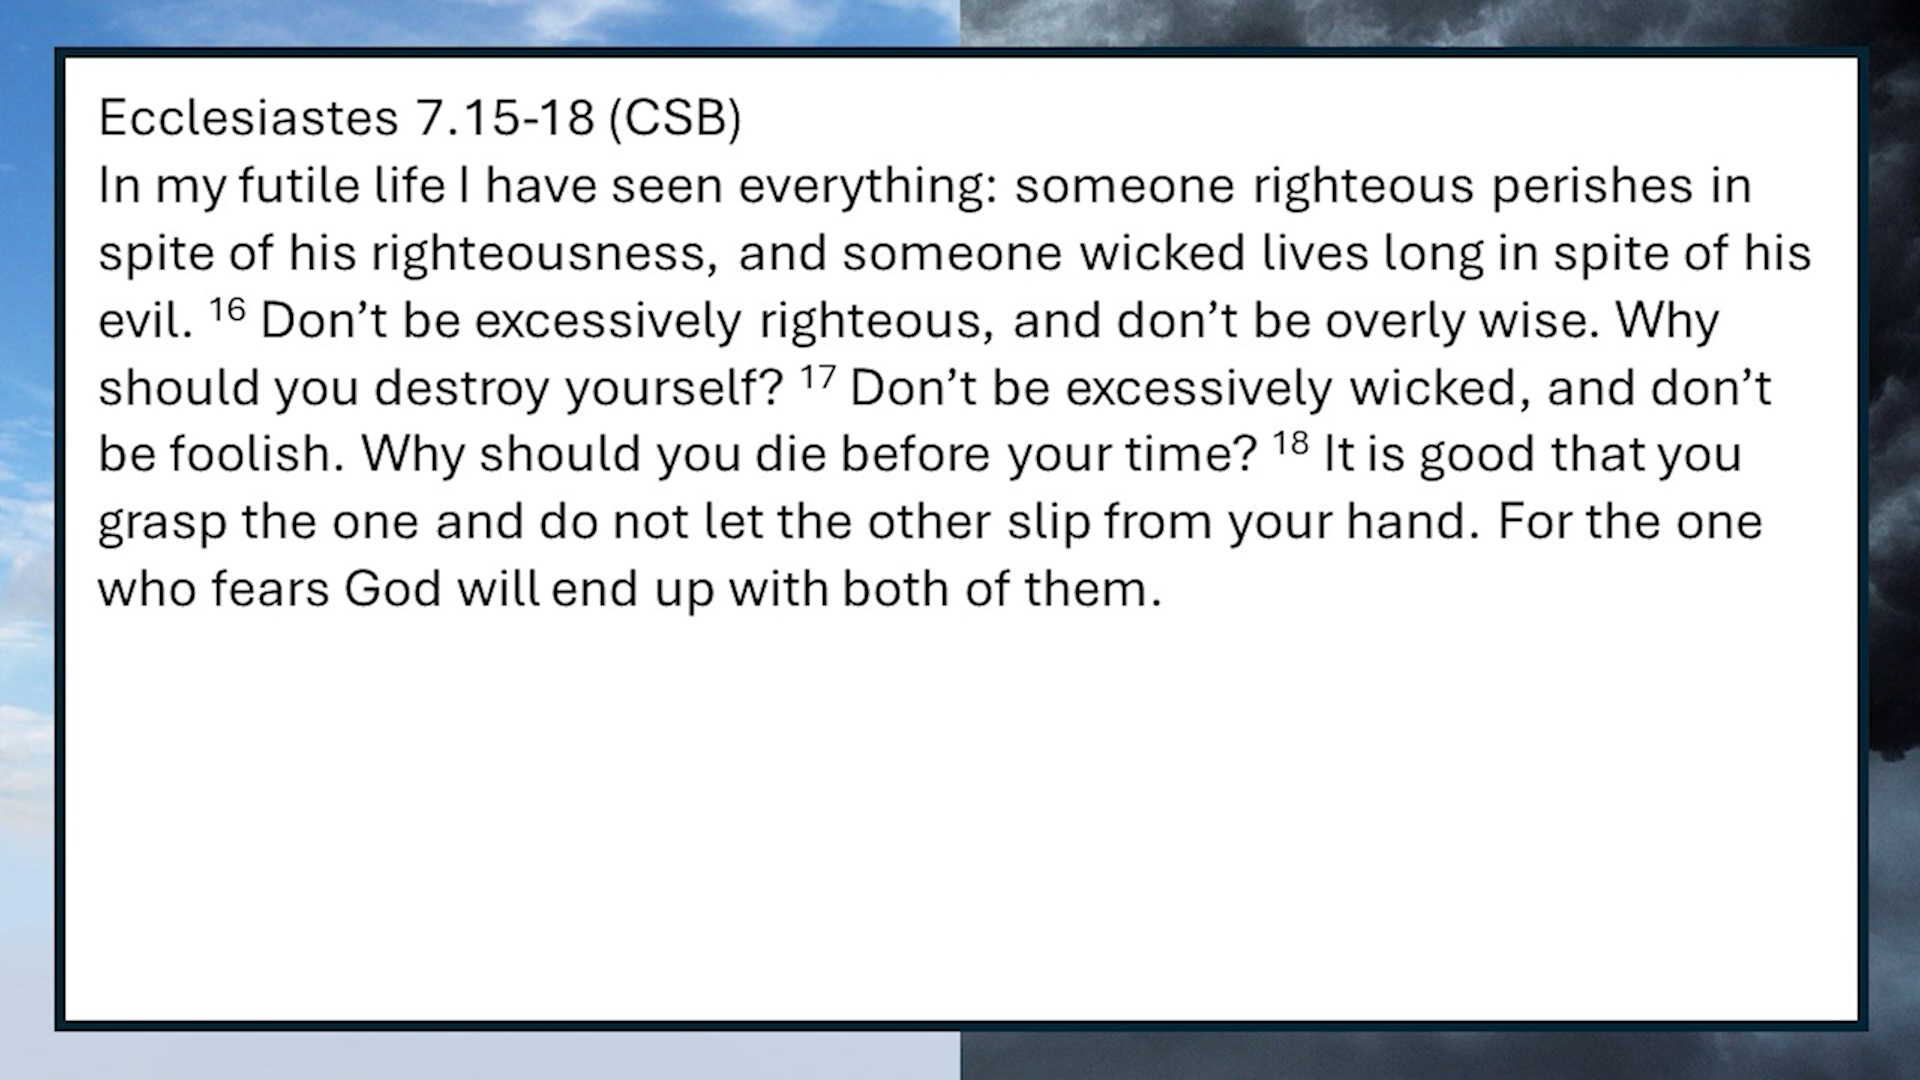 Ecclesiastes 7.15-18 (CSB)
In my futile life I have seen everything: someone righteous perishes in
spite of his righteousness, and someone wicked lives long in spite of his
evil. 16 Don’t be excessively righteous, and don’t be overly wise. Why
should you destroy yourself? 17 Don’t be excessively wicked, and don’t
be foolish. Why should you die before your time? 18 It is good that you
grasp the one and do not let the other slip from your hand. For the one
who fears God will end up with both of them.